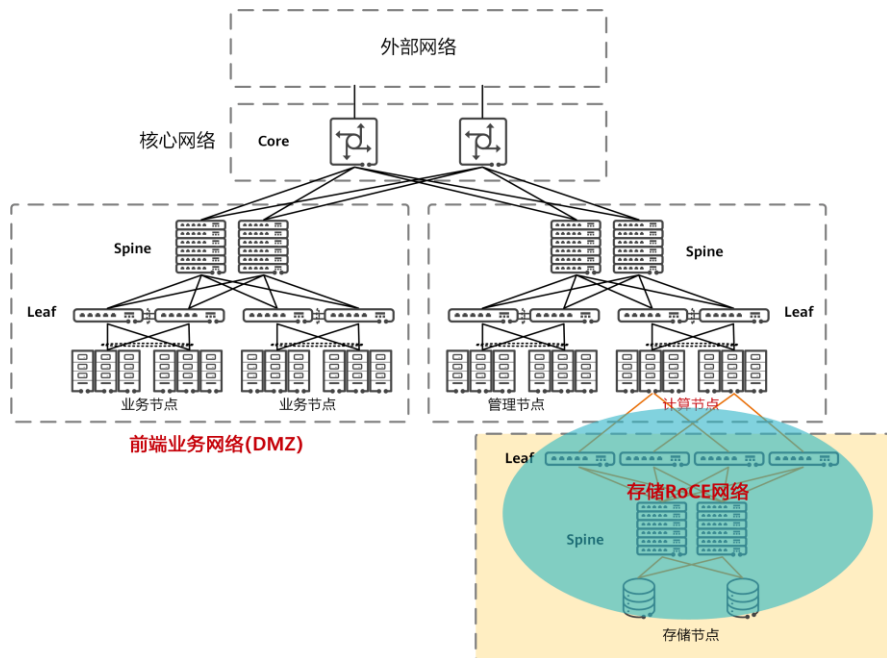 外部网络
核心网络
Core
Spine
Spine
Leaf
Leaf
业务节点
业务节点
管理节点
计算节点
前端业务网络(DMZ)
Leaf
存储RoCE网络
Spine
存储节点